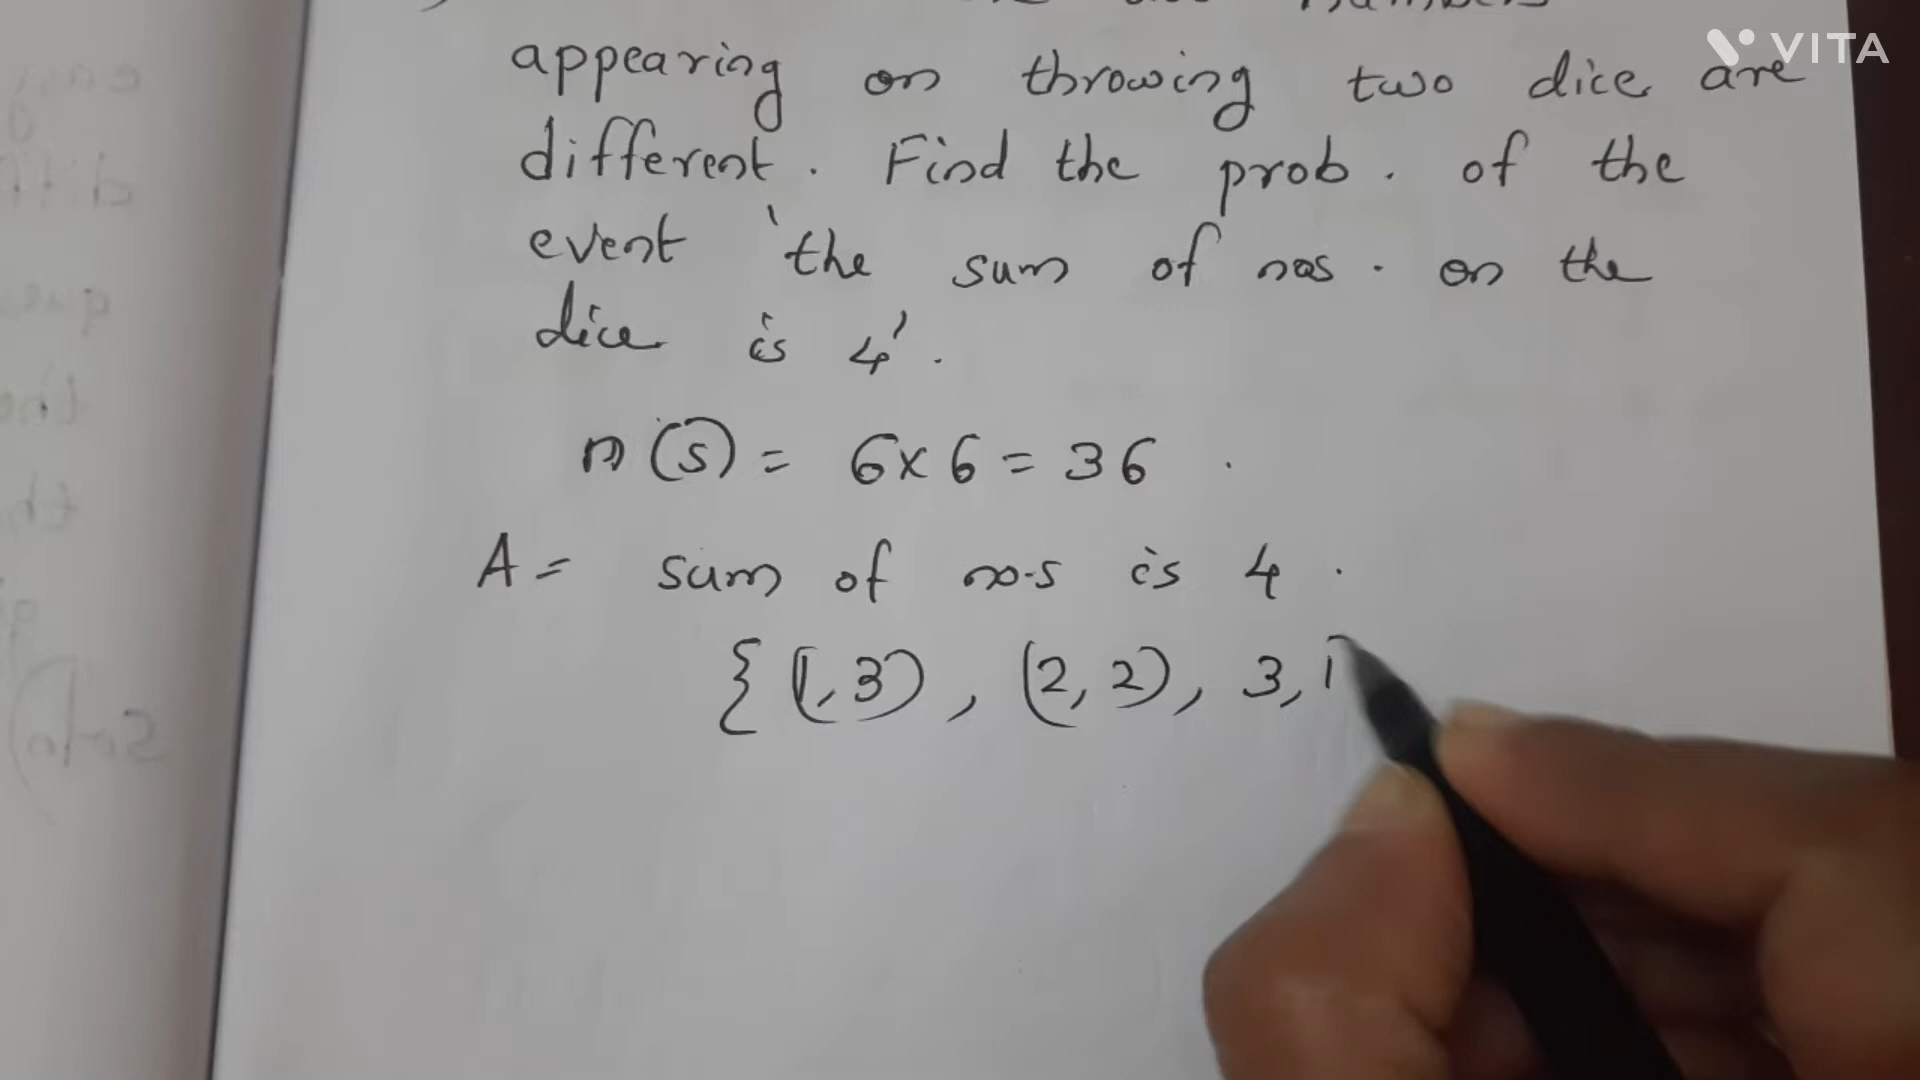 VITA
appearing on throwing two dice are
different. Find the prob. of the
event 'the sum of nos. on the
dice is 4'.
n(s) = 6x6 = 36.
A = sum of no.s is 4.
{(1,3), (2,2), 3,1)